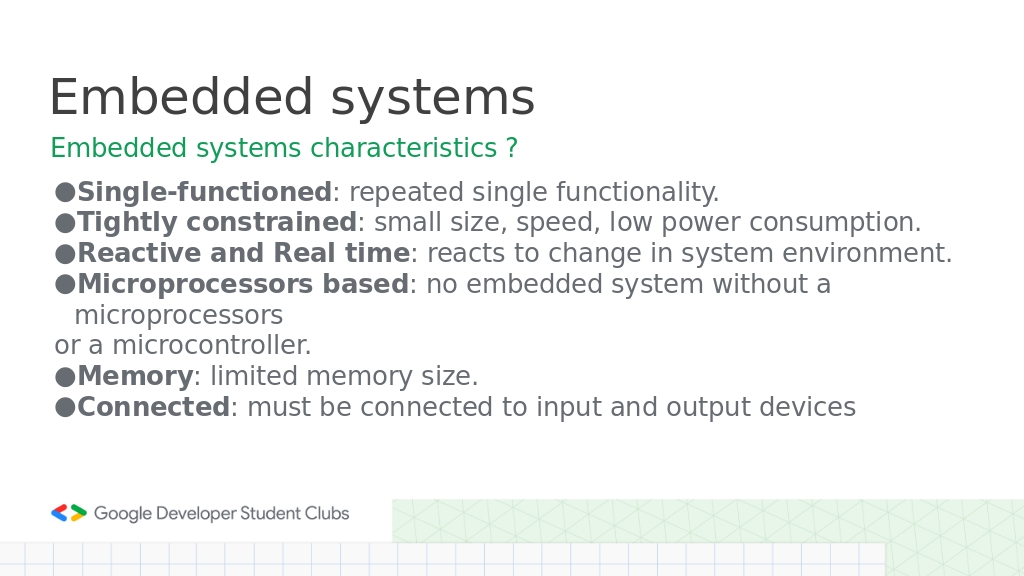 Embedded systems
Embedded systems characteristics ?
●Single-functioned: repeated single functionality.
●Tightly constrained: small size, speed, low power consumption.
●Reactive and Real time: reacts to change in system environment.
●Microprocessors based: no embedded system without a
microprocessors
or a microcontroller.
●Memory: limited memory size.
●Connected: must be connected to input and output devices
Google Developer Student Clubs